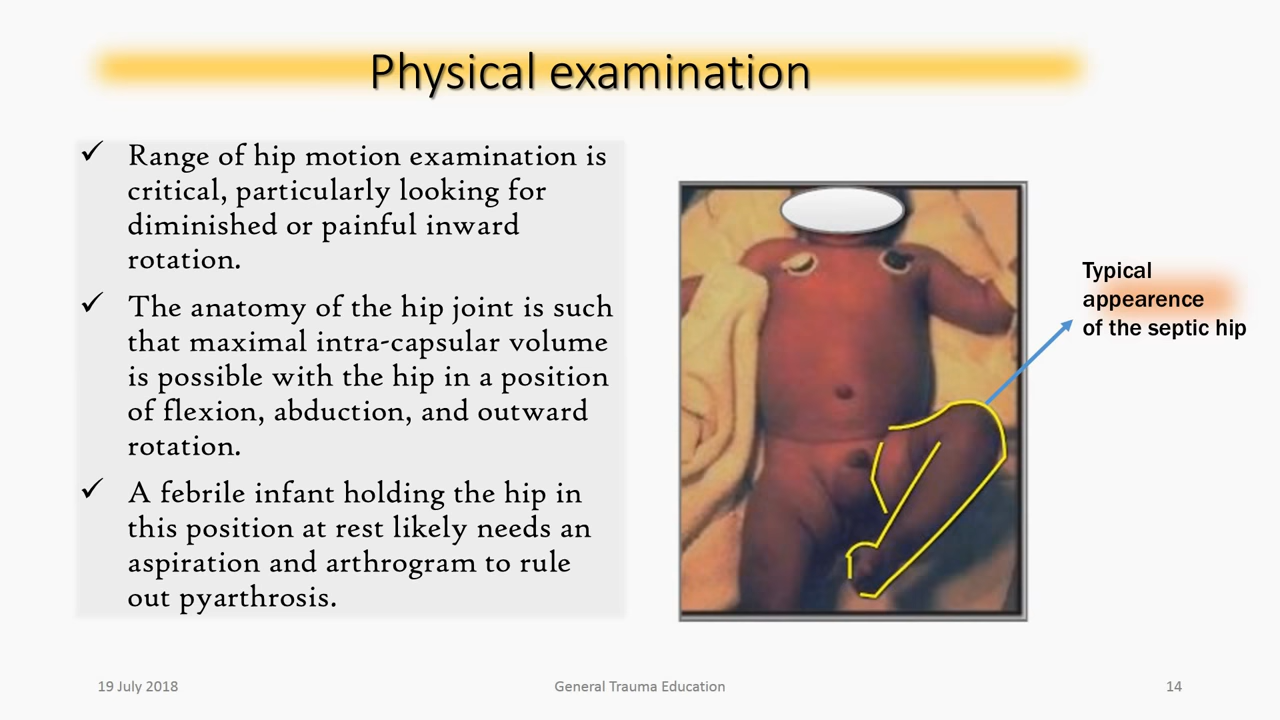 Physical examination
✓ Range of hip motion examination is
critical, particularly looking for
diminished or painful inward
rotation.
✓ The anatomy of the hip joint is such
that maximal intra-capsular volume
is possible with the hip in a position
of flexion, abduction, and outward
rotation.
✓ A febrile infant holding the hip in
this position at rest likely needs an
aspiration and arthrogram to rule
out pyarthrosis.
Typical
appearence
of the septic hip
19 July 2018
General Trauma Education
14